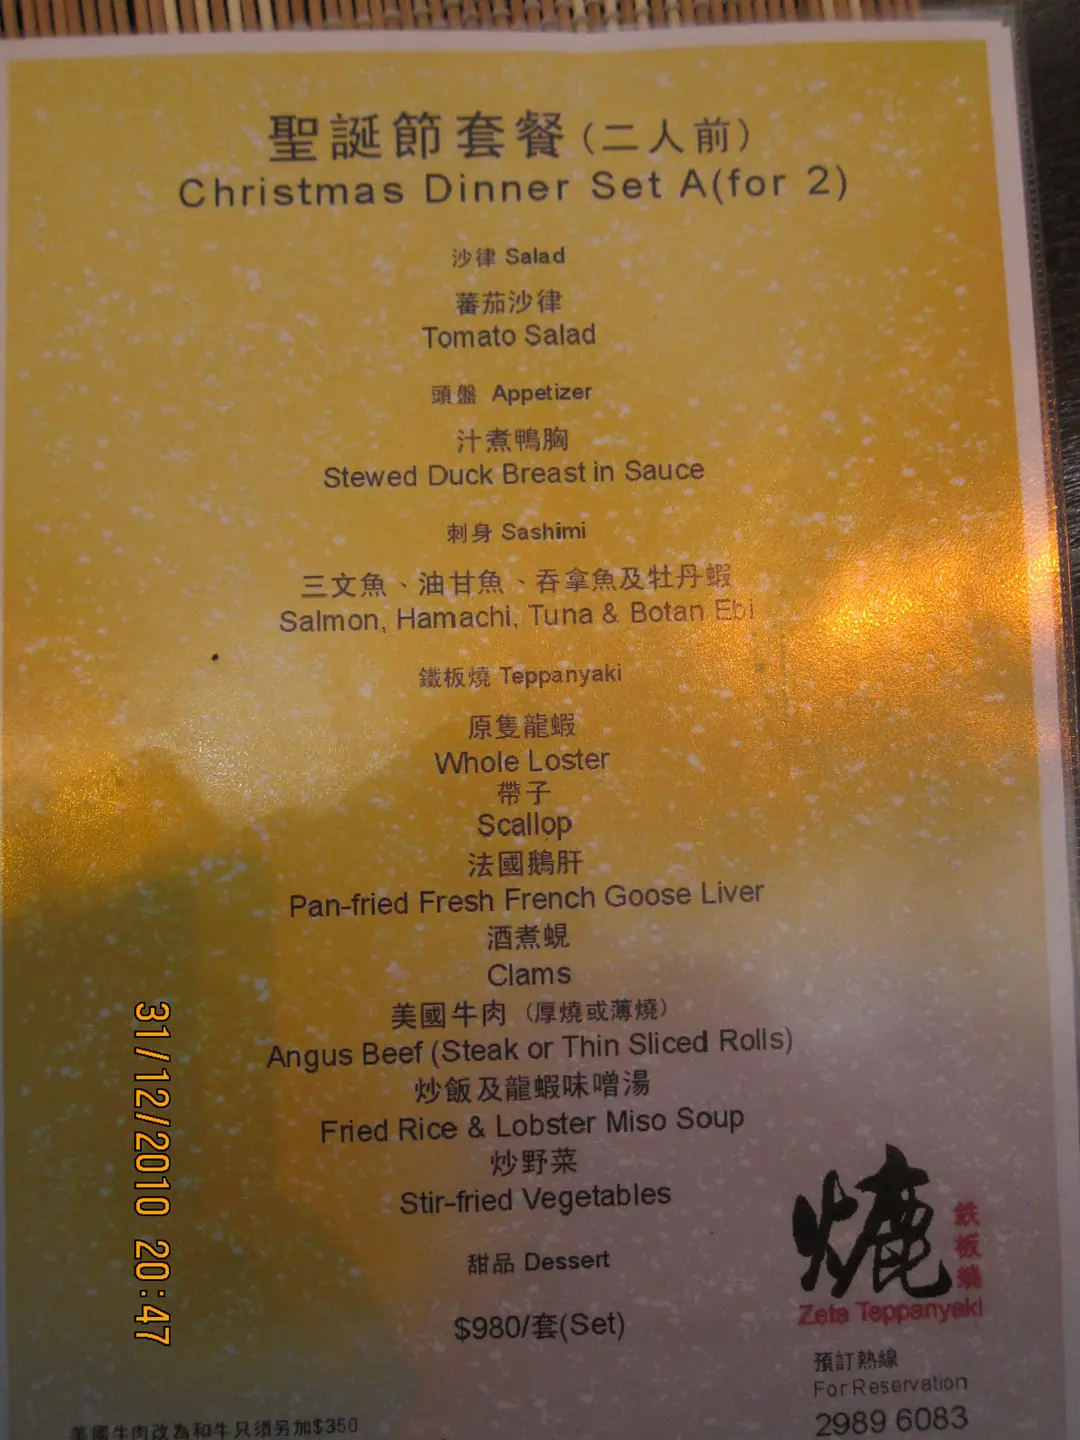 聖誕節套餐(二人前)
Christmas Dinner Set A(for 2)
沙律 Salad
蕃茄沙律
Tomato Salad
頭盤 Appetizer
汁煮鴨胸
Stewed Duck Breast in Sauce
刺身 Sashimi
三文魚、油甘魚、吞拿魚及牡丹蝦
Salmon, Hamachi, Tuna & Botan Ebi
鐵板燒 Teppanyaki
原隻龍蝦
Whole Loster
帶子
Scallop
法國鵝肝
Pan-fried Fresh French Goose Liver
酒煮蜆
Clams
美國牛肉 (厚燒或薄燒)
Angus Beef (Steak or Thin Sliced Rolls)
炒飯及龍蝦味噌湯
Fried Rice & Lobster Miso Soup
炒野菜
Stir-fried Vegetables
甜品 Dessert
$980/套(Set)
鉄板燒
Zata Teppanyaki
預訂熱線
For Reservation
2989 6083
美國牛肉改為和牛只須另加$350
31/12/2010 20:47